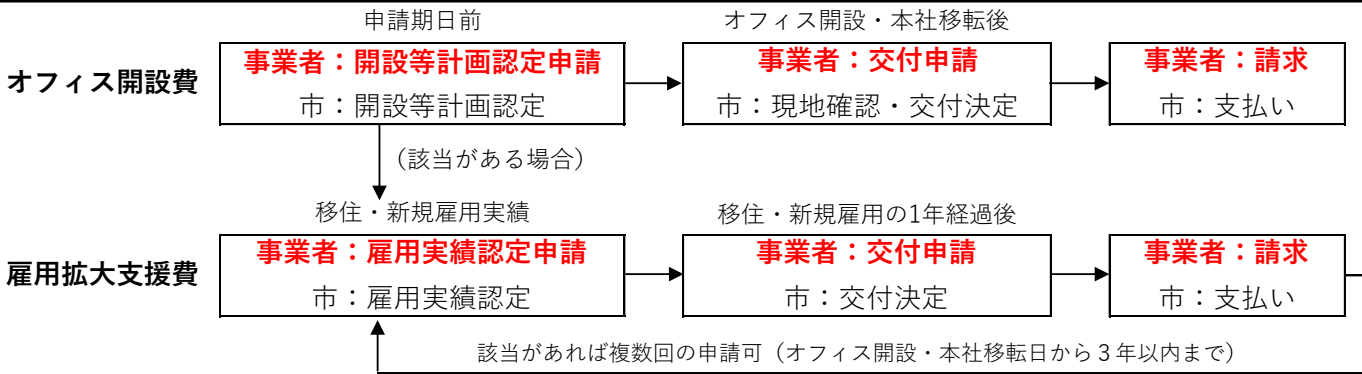 申請期日前
オフィス開設・本社移転後
オフィス開設費
事業者：開設等計画認定申請
市：開設等計画認定
事業者：交付申請
市：現地確認・交付決定
事業者：請求
市：支払い
（該当がある場合）
移住・新規雇用実績
移住・新規雇用の1年経過後
雇用拡大支援費
事業者：雇用実績認定申請
市：雇用実績認定
事業者：交付申請
市：交付決定
事業者：請求
市：支払い
該当があれば複数回の申請可（オフィス開設・本社移転日から３年以内まで）